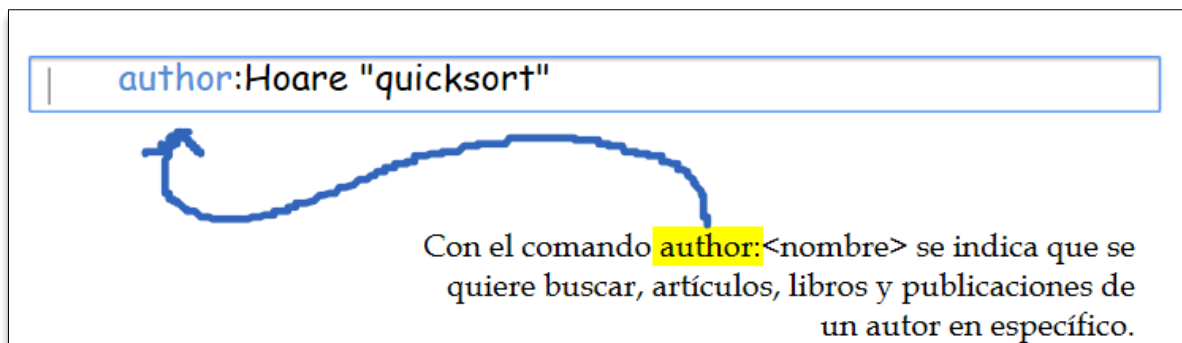 author:Hoare "quicksort"
Con el comando author:<nombre> se indica que se
quiere buscar, artículos, libros y publicaciones de
un autor en específico.